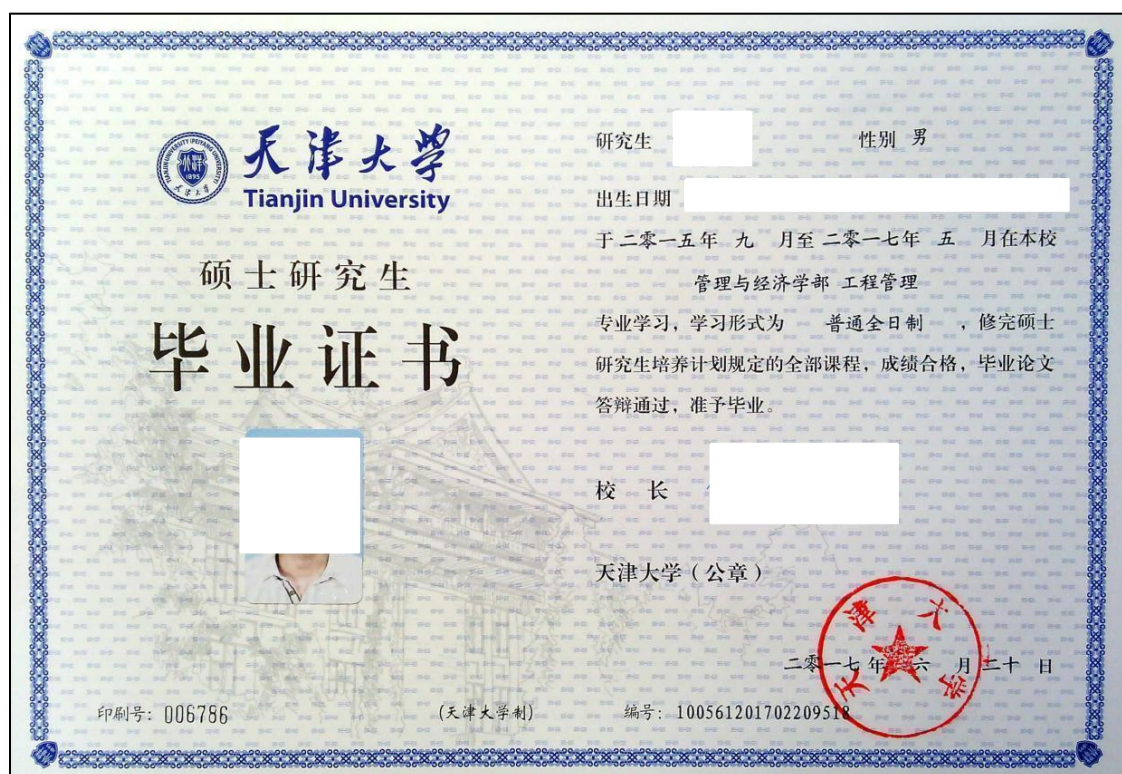 天津大学
Tianjin University
硕士研究生
毕业证书
印刷号：006786
(天津大学制)
研究生 性别 男
出生日期
于二零一五年 九 月至二零一七年 五 月在本校
管理与经济学部 工程管理
专业学习，学习形式为 普通全日制 ，修完硕士
研究生培养计划规定的全部课程，成绩合格，毕业论文
答辩通过，准予毕业。
校 长
天津大学（公章）
天津大学
二零一七年 六 月二十 日
编号：100561201702209518